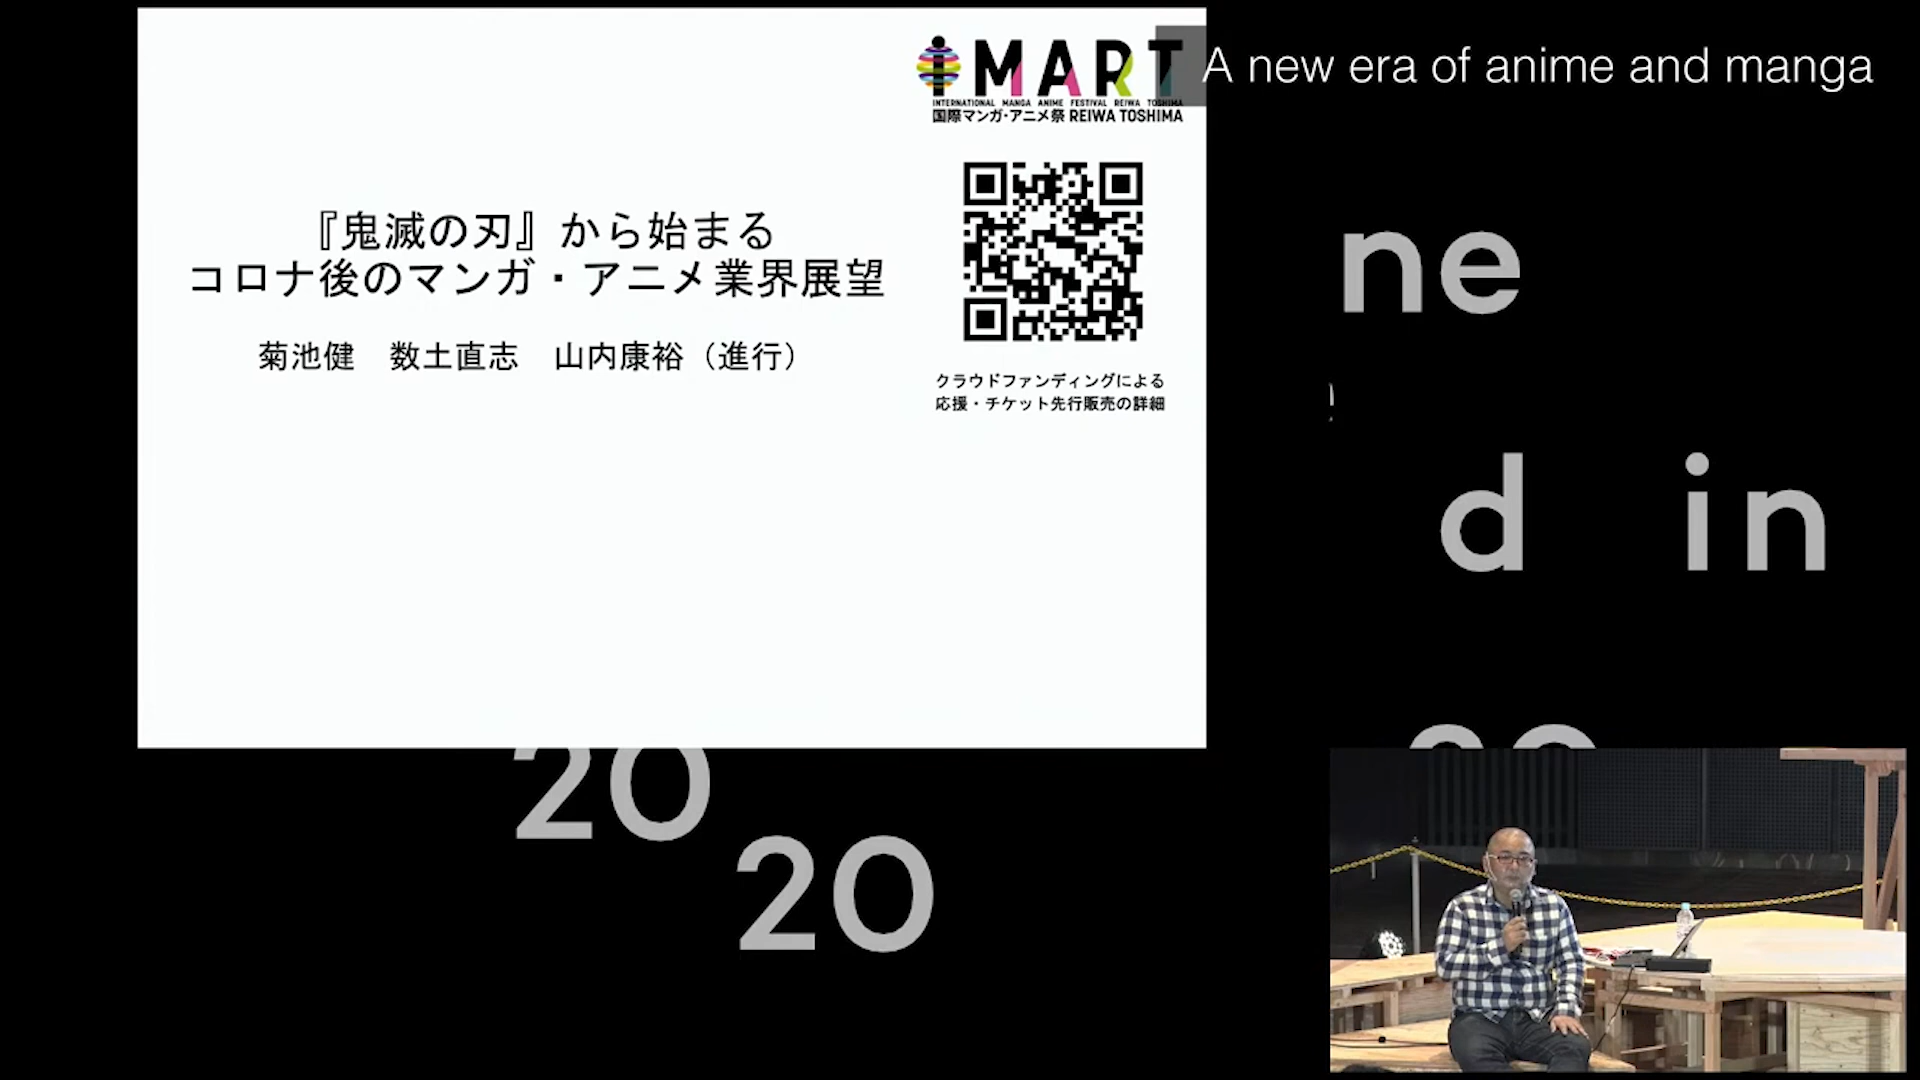 iMART
INTERNATIONAL MANGA ANIME FESTIVAL REIWA TOSHIMA
国際マンガ・アニメ祭 REIWA TOSHIMA
A new era of anime and manga
『鬼滅の刃』から始まる
コロナ後のマンガ・アニメ業界展望
菊池健　数土直志　山内康裕（進行）
クラウドファンディングによる
応援・チケット先行販売の詳細
ne
d in
20
20